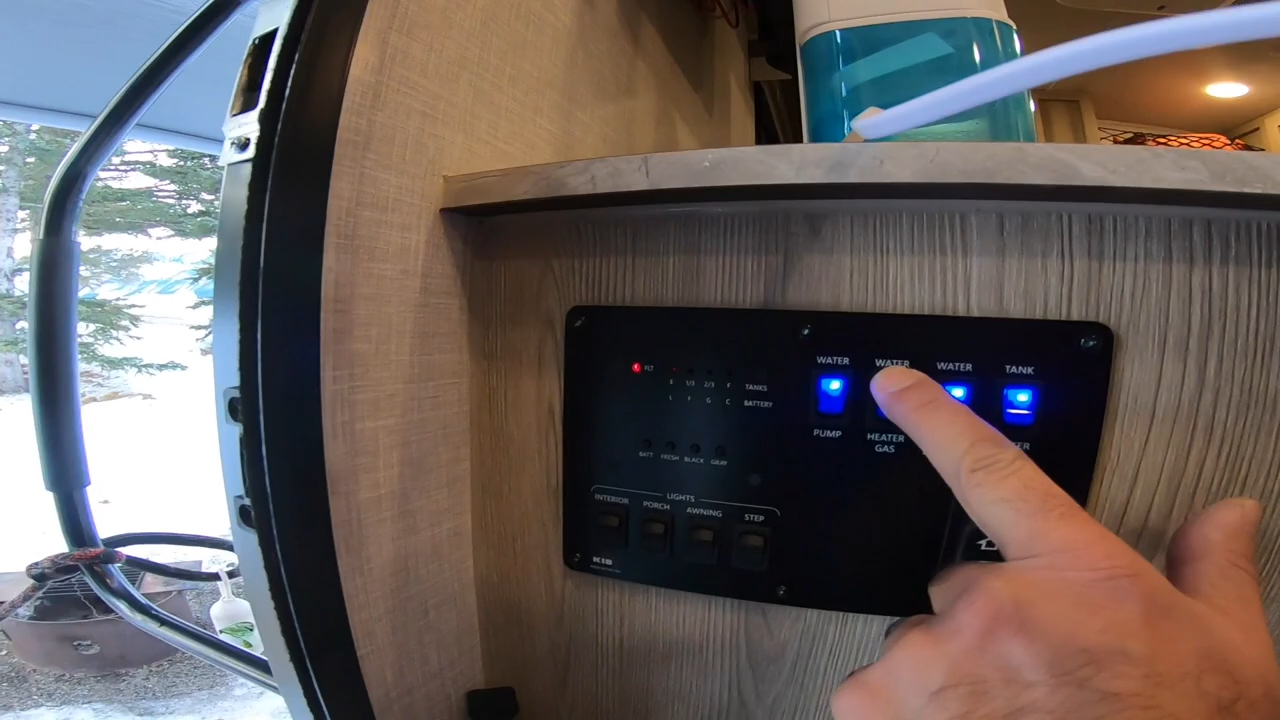 WATER WATER WATER TANK
FLT
E 1/3 2/3 F TANKS
L F G C BATTERY
PUMP HEATER
GAS
BATT FRESH BLACK GRAY
LIGHTS
INTERIOR PORCH AWNING STEP
KIB